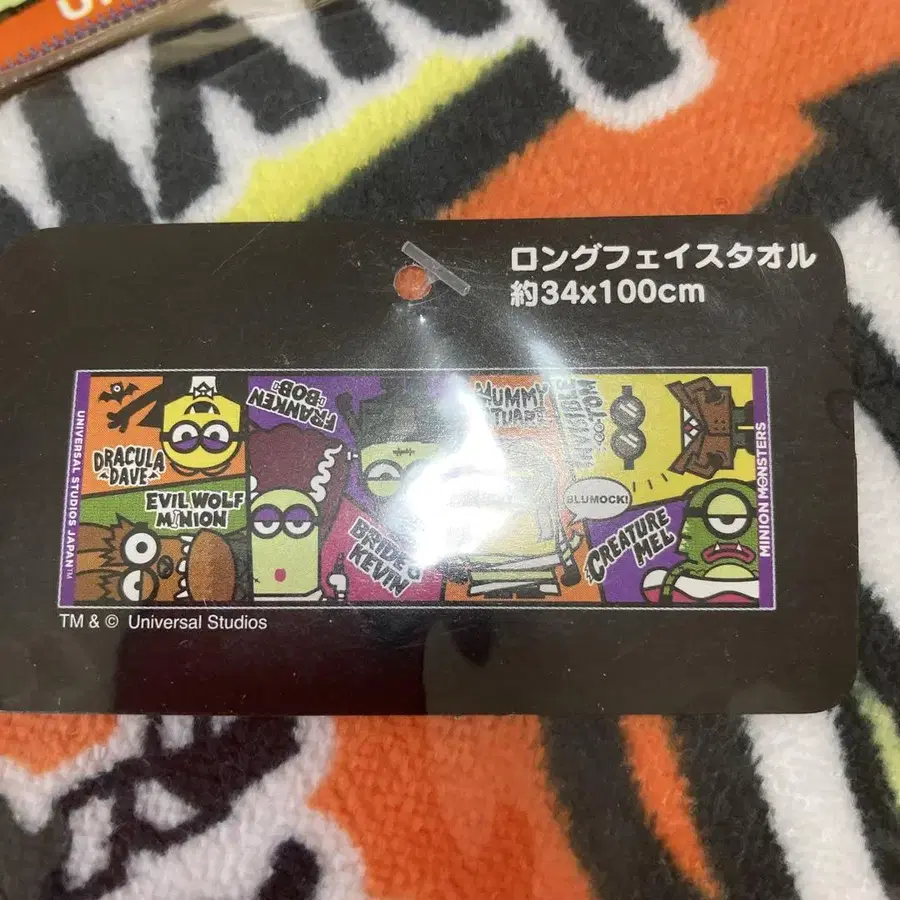 ロングフェイスタオル
約34x100cm
UNIVERSAL STUDIOS JAPAN™
DRACULA
DAVE
EVIL WOLF
MINION
FRANKEN
BOB
BRIDE
KEVIN
MUMMY
STUART
TOM
BLUMOCK!
CREATURE
MEL
MINION MONSTERS
TM & © Universal Studios